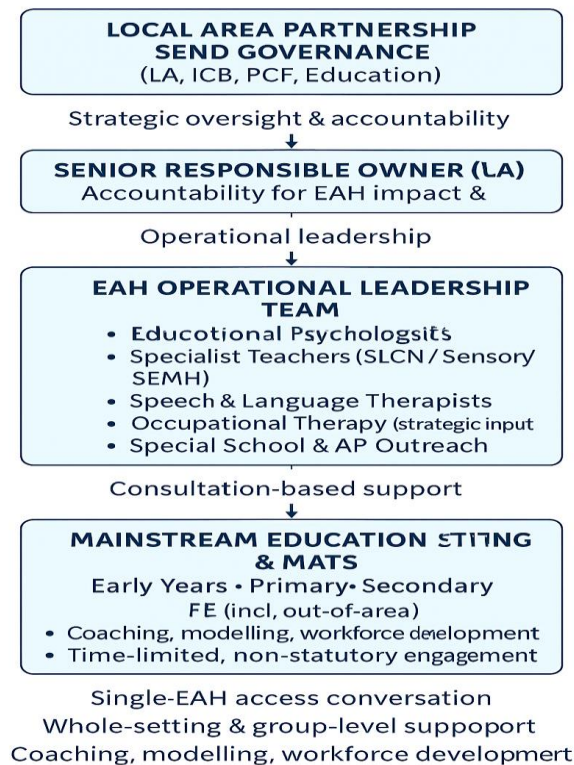 LOCAL AREA PARTNERSHIP
SEND GOVERNANCE
(LA, ICB, PCF, Education)
Strategic oversight & accountability
SENIOR RESPONSIBLE OWNER (LA)
Accountability for EAH impact &
Operational leadership
EAH OPERATIONAL LEADERSHIP
TEAM
• Educotional Psychologsits
• Specialist Teachers (SLCN / Sensory
SEMH)
• Speech & Language Therapists
• Occupational Therapy (strategic input
• Special School & AP Outreach
Consultation-based support
MAINSTREAM EDUCATION
& MATS
Early Years • Primary• Secondary
FE (incl, out-of-area)
• Coaching, modelling, workforce development
• Time-limited, non-statutory engagement
Single-EAH access conversation
Whole-setting & group-level suppoport
Coaching, modelling, workforce developmert